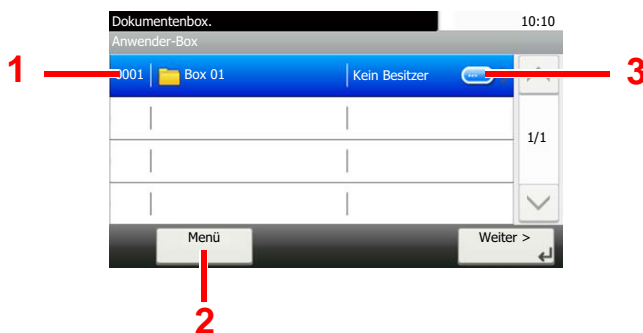 Dokumentenbox. 10:10
Anwender-Box
1 0001 Box 01 Kein Besitzer 3
1/1
Menü Weiter >
2